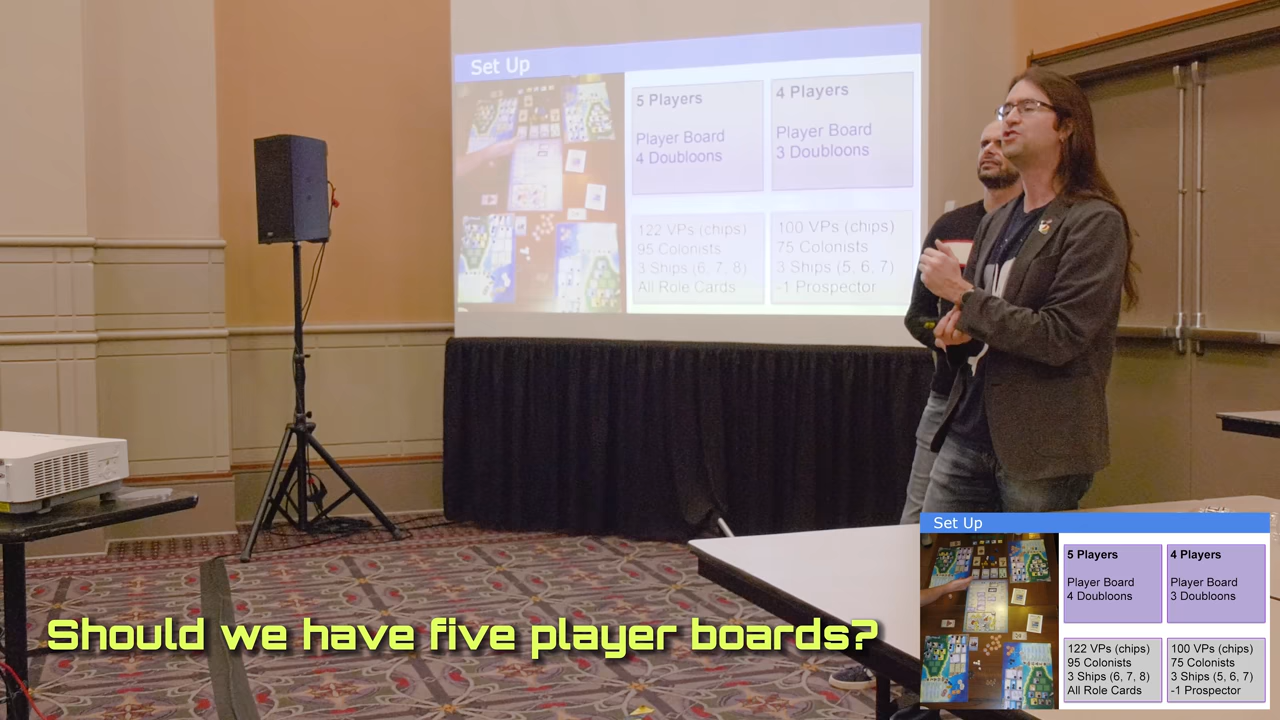 Set Up
5 Players
Player Board
4 Doubloons
4 Players
Player Board
3 Doubloons
122 VPs (chips)
95 Colonists
3 Ships (6, 7, 8)
All Role Cards
100 VPs (chips)
75 Colonists
3 Ships (5, 6, 7)
-1 Prospector
Should we have five player boards?
Set Up
5 Players
Player Board
4 Doubloons
4 Players
Player Board
3 Doubloons
122 VPs (chips)
95 Colonists
3 Ships (6, 7, 8)
All Role Cards
100 VPs (chips)
75 Colonists
3 Ships (5, 6, 7)
-1 Prospector